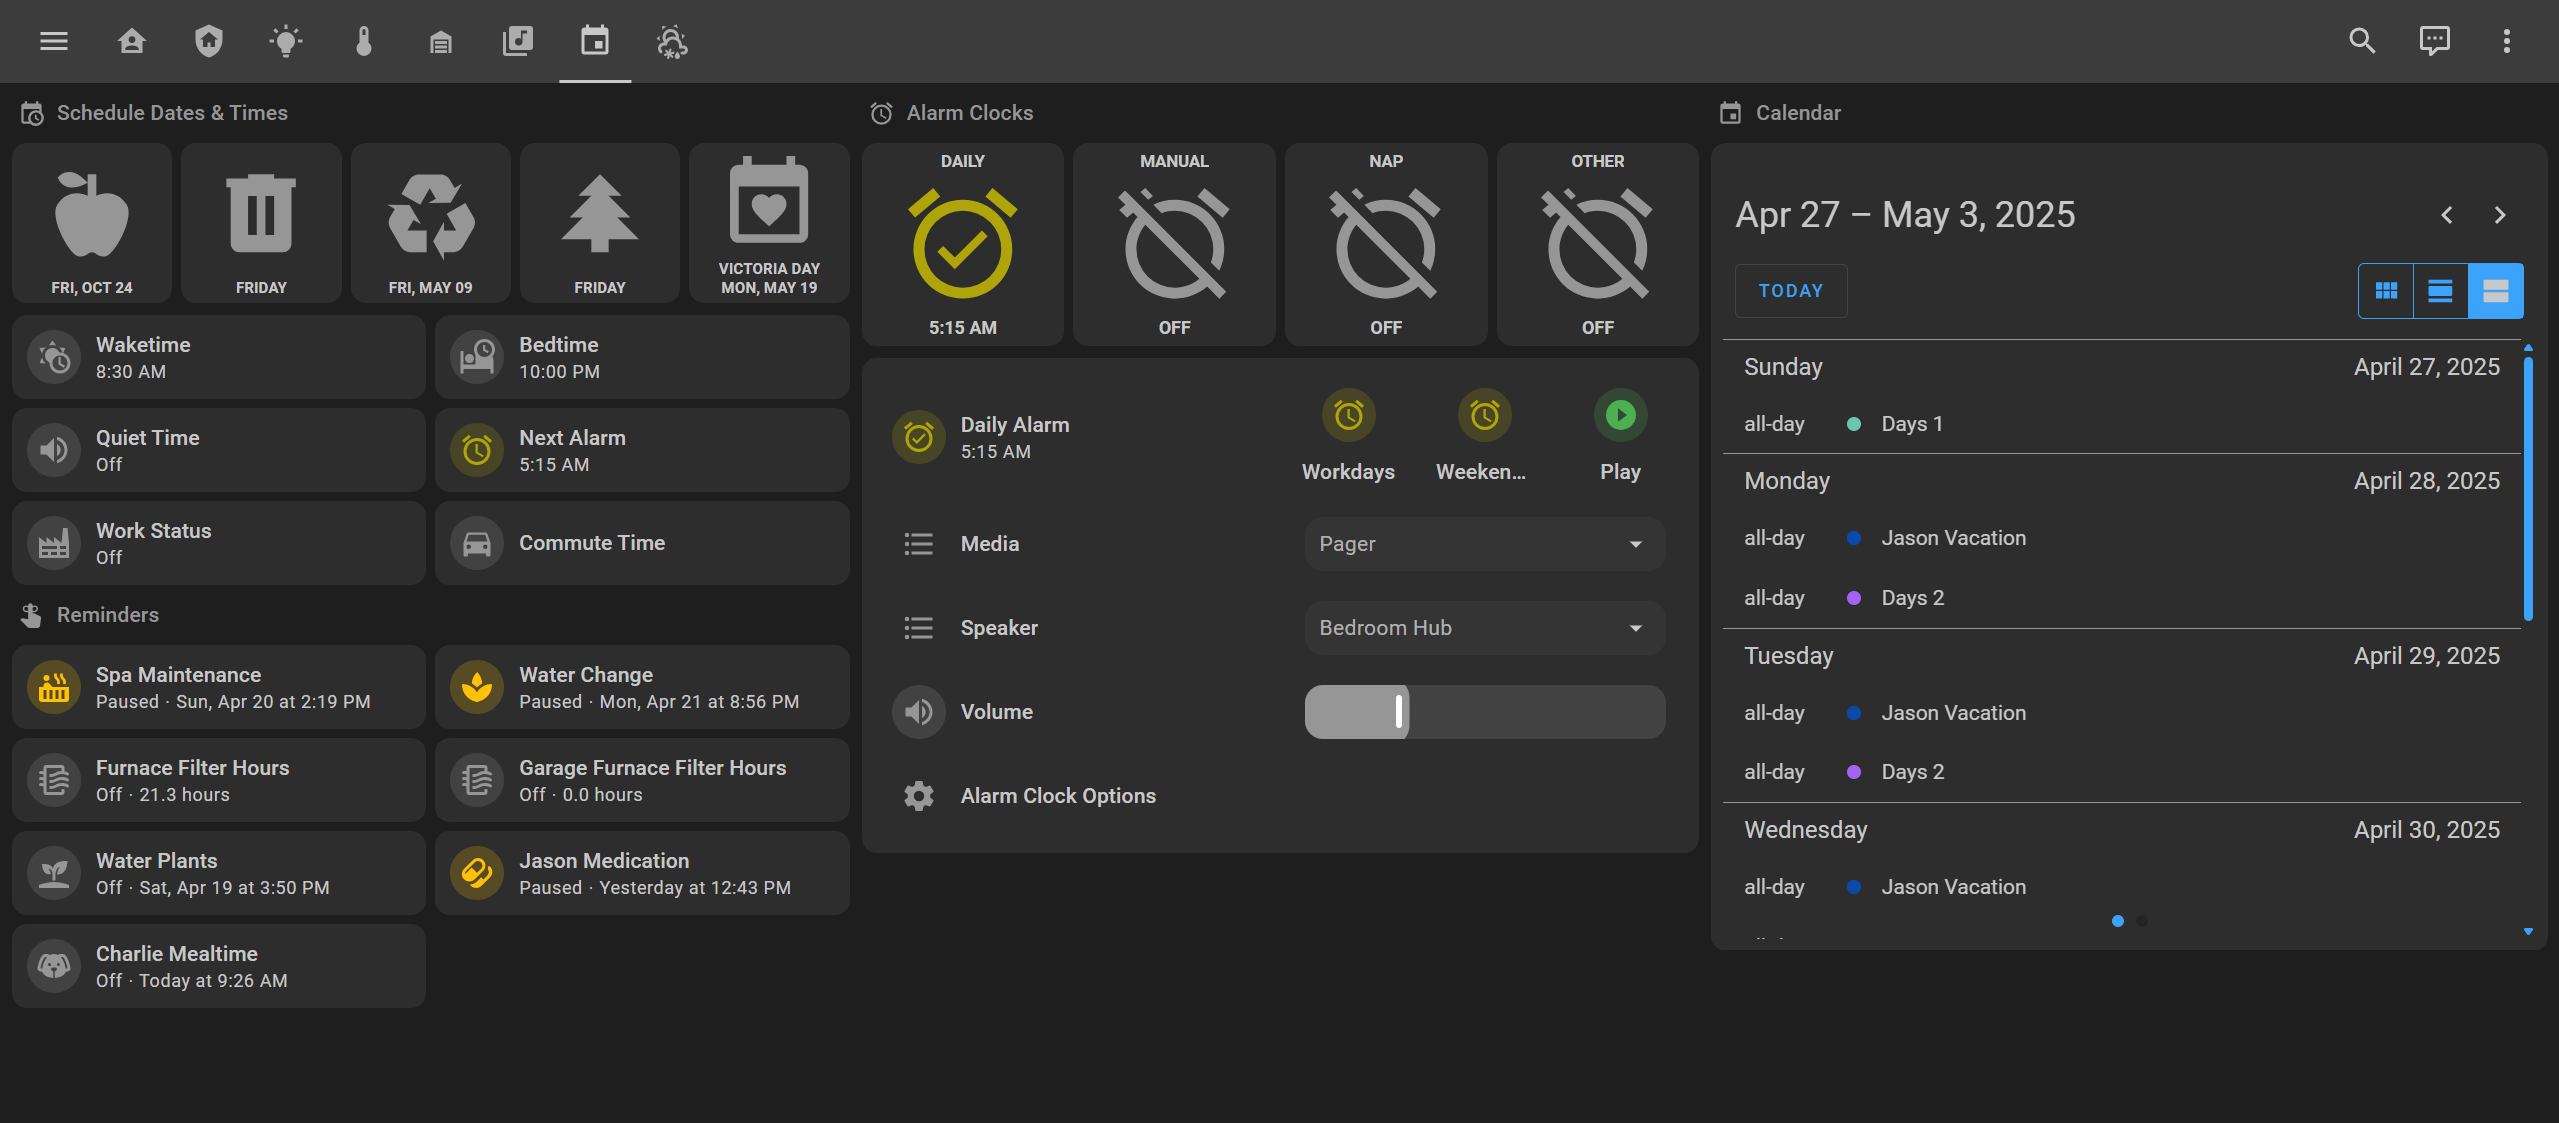 Schedule Dates & Times
FRI, OCT 24
FRIDAY
FRI, MAY 09
FRIDAY
VICTORIA DAY
MON, MAY 19
Waketime
8:30 AM
Bedtime
10:00 PM
Quiet Time
Off
Next Alarm
5:15 AM
Work Status
Off
Commute Time
Reminders
Spa Maintenance
Paused · Sun, Apr 20 at 2:19 PM
Water Change
Paused · Mon, Apr 21 at 8:56 PM
Furnace Filter Hours
Off · 21.3 hours
Garage Furnace Filter Hours
Off · 0.0 hours
Water Plants
Off · Sat, Apr 19 at 3:50 PM
Jason Medication
Paused · Yesterday at 12:43 PM
Charlie Mealtime
Off · Today at 9:26 AM
Alarm Clocks
DAILY
5:15 AM
MANUAL
OFF
NAP
OFF
OTHER
OFF
Daily Alarm
5:15 AM
Workdays
Weeken...
Play
Media
Pager
Speaker
Bedroom Hub
Volume
Alarm Clock Options
Calendar
Apr 27 – May 3, 2025
TODAY
Sunday April 27, 2025
all-day Days 1
Monday April 28, 2025
all-day Jason Vacation
all-day Days 2
Tuesday April 29, 2025
all-day Jason Vacation
all-day Days 2
Wednesday April 30, 2025
all-day Jason Vacation